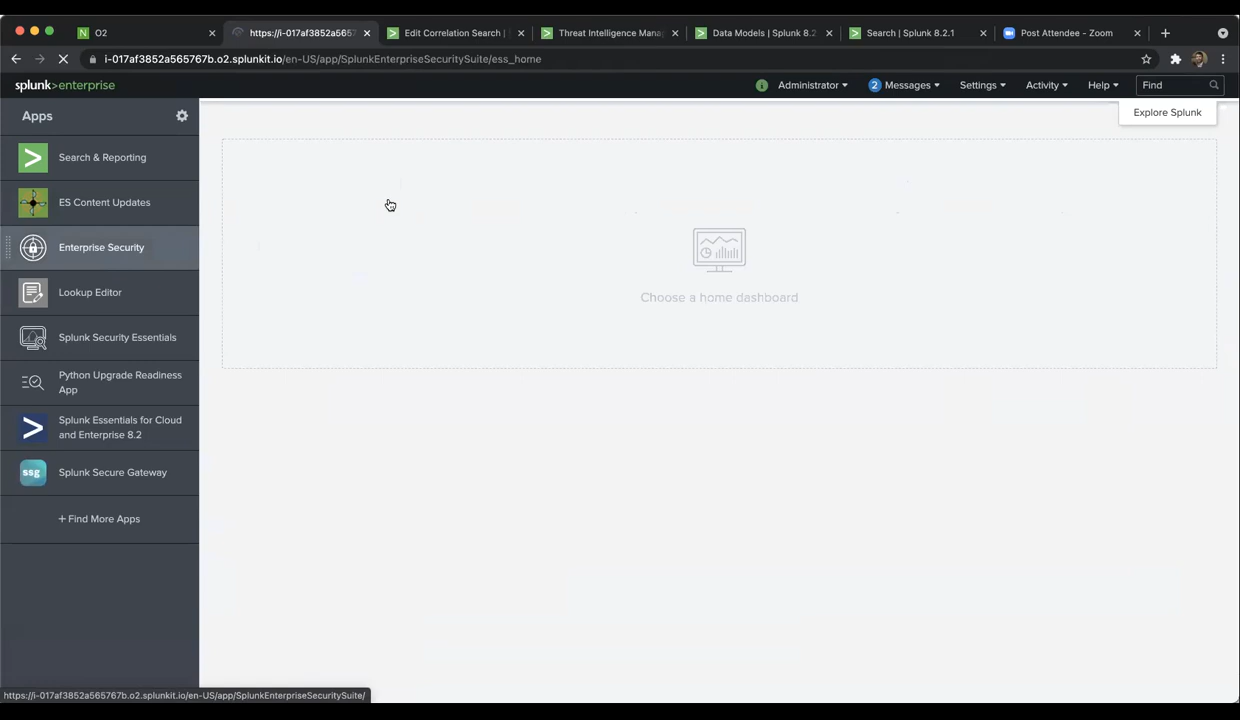 O2
https://i-017af3852a5657
Edit Correlation Search |
Threat Intelligence Mana
Data Models | Splunk 8.2
Search | Splunk 8.2.1
Post Attendee - Zoom
i-017af3852a565767b.o2.splunkit.io/en-US/app/SplunkEnterpriseSecuritySuite/ess_home
splunk>enterprise
i
Administrator
2
Messages
Settings
Activity
Help
Find
Apps
Explore Splunk
Search & Reporting
ES Content Updates
Enterprise Security
Choose a home dashboard
Lookup Editor
Splunk Security Essentials
Python Upgrade Readiness
App
Splunk Essentials for Cloud
and Enterprise 8.2
ssg
Splunk Secure Gateway
+ Find More Apps
https://i-017af3852a565767b.o2.splunkit.io/en-US/app/SplunkEnterpriseSecuritySuite/